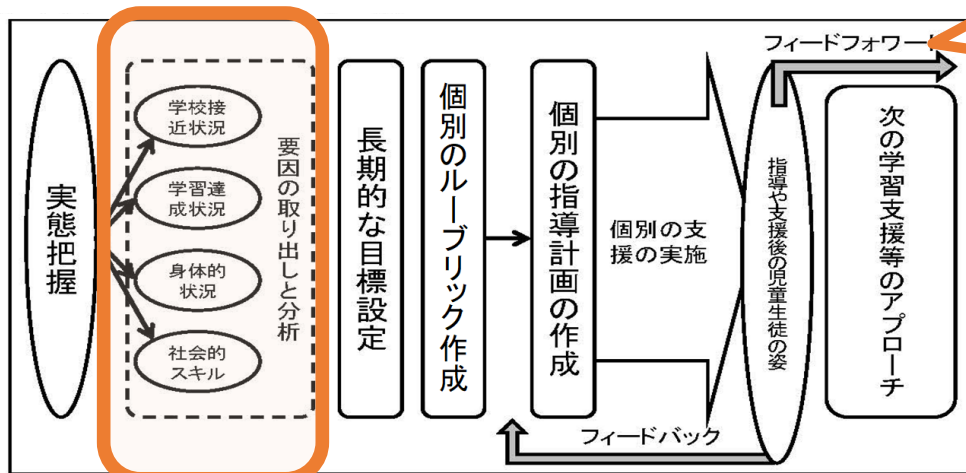 実態把握
学校接
近状況
学習達
成状況
身体的
状況
社会的
スキル
要因の取り出しと分析
長期的な目標設定
個別のルーブリック作成
個別の指導計画の作成
個別の支
援の実施
指導や支援後の児童生徒の姿
フィードフォワード
次の学習支援等のアプローチ
フィードバック